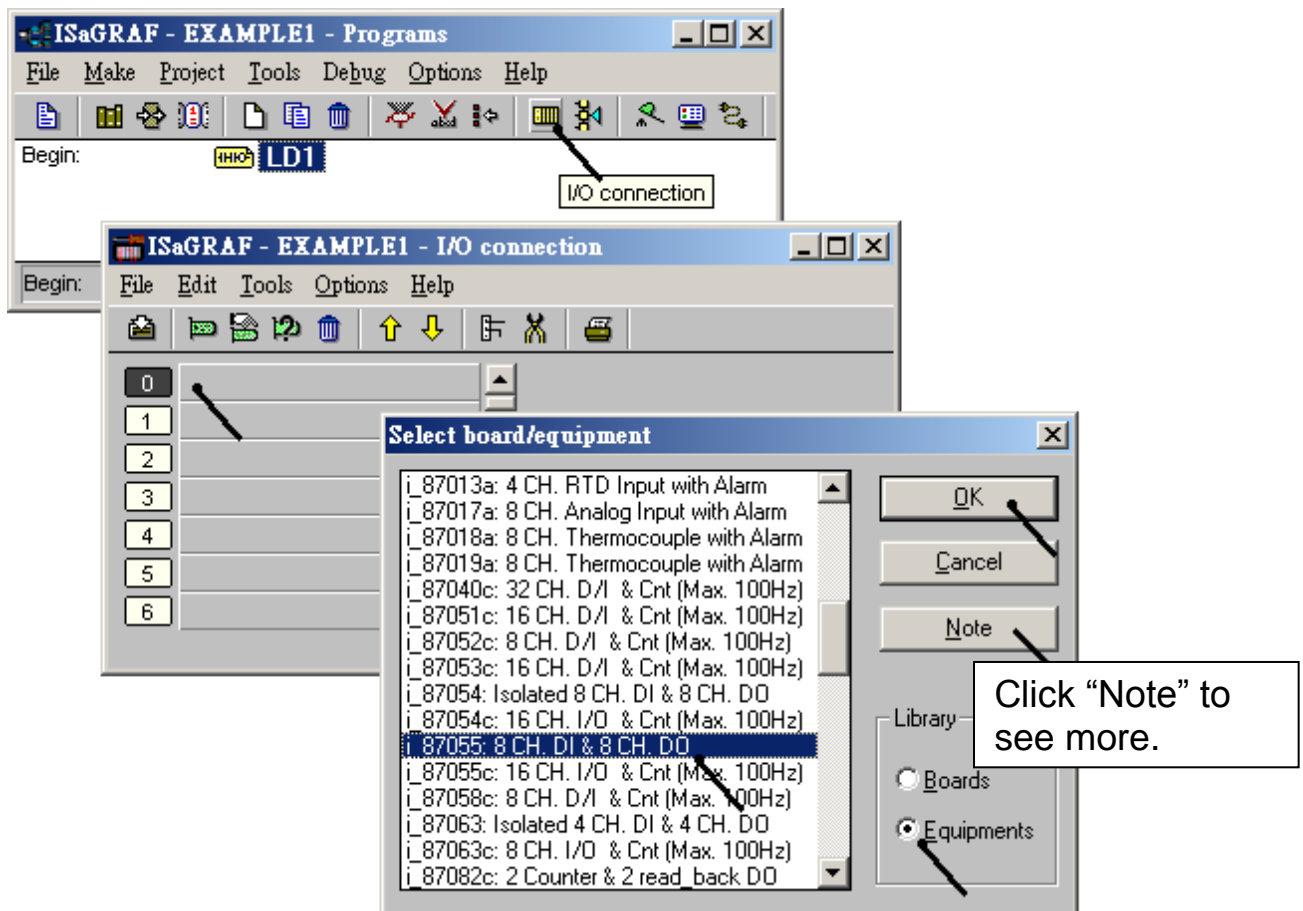 ISaGRAF - EXAMPLE1 - Programs
File Make Project Tools Debug Options Help
Begin: LD1
I/O connection
Begin:
ISaGRAF - EXAMPLE1 - I/O connection
File Edit Tools Options Help
0
1
2
3
4
5
6
Select board/equipment
i_87013a: 4 CH. RTD Input with Alarm
i_87017a: 8 CH. Analog Input with Alarm
i_87018a: 8 CH. Thermocouple with Alarm
i_87019a: 8 CH. Thermocouple with Alarm
i_87040c: 32 CH. D/I & Cnt (Max. 100Hz)
i_87051c: 16 CH. D/I & Cnt (Max. 100Hz)
i_87052c: 8 CH. D/I & Cnt (Max. 100Hz)
i_87053c: 16 CH. D/I & Cnt (Max. 100Hz)
i_87054: Isolated 8 CH. DI & 8 CH. DO
i_87054c: 16 CH. I/O & Cnt (Max. 100Hz)
i_87055: 8 CH. DI & 8 CH. DO
i_87055c: 16 CH. I/O & Cnt (Max. 100Hz)
i_87058c: 8 CH. D/I & Cnt (Max. 100Hz)
i_87063: Isolated 4 CH. DI & 4 CH. DO
i_87063c: 8 CH. I/O & Cnt (Max. 100Hz)
i_87082c: 2 Counter & 2 read_back DO
OK
Cancel
Note
Click “Note” to
see more.
Library
Boards
Equipments